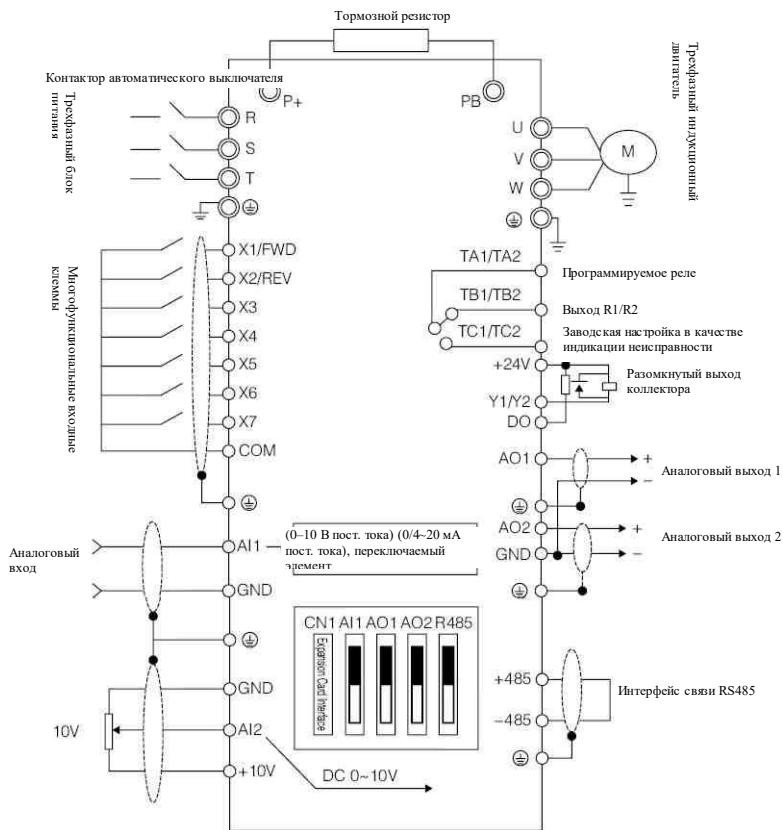 Тормозной резистор
Контактор автоматического выключателя
P+
PB
Трехфазный блок
питания
R
S
T
U
V
W
M
Трехфазный индукционный
двигатель
Многофункциональные входные
клеммы
X1/FWD
X2/REV
X3
X4
X5
X6
X7
COM
TA1/TA2
Программируемое реле
TB1/TB2
Выход R1/R2
TC1/TC2
Заводская настройка в качестве
индикации неисправности
+24V
Разомкнутый выход
коллектора
Y1/Y2
DO
AO1
+
−
Аналоговый выход 1
AO2
GND
+
−
Аналоговый выход 2
Аналоговый
вход
AI1
(0–10 В пост. тока) (0/4~20 мА
пост. тока), переключаемый
элемент
GND
CN1 AI1 AO1 AO2 R485
Expansion Card Interface
GND
10V
AI2
+10V
DC 0~10V
+485
−485
Интерфейс связи RS485